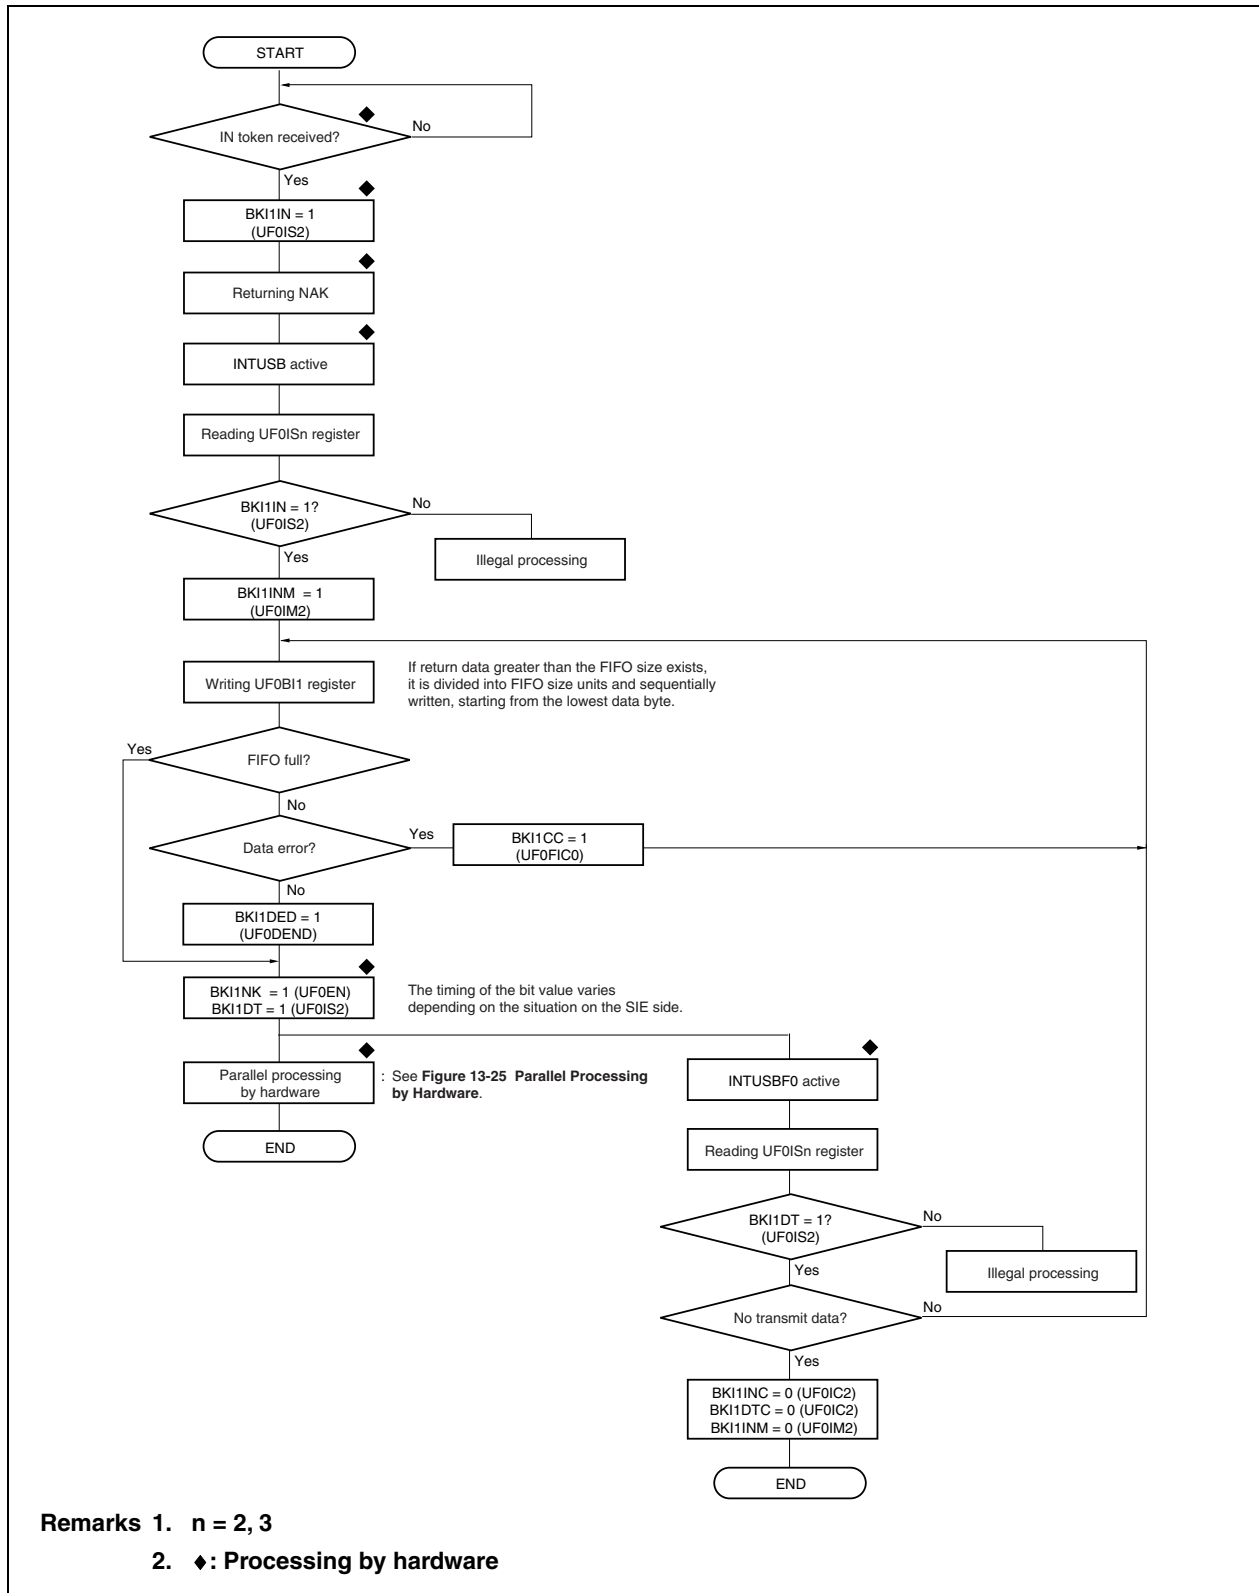 START
IN token received?
No
Yes
BKI1IN = 1
(UF0IS2)
Returning NAK
INTUSB active
Reading UF0ISn register
BKI1IN = 1?
(UF0IS2)
No
Illegal processing
Yes
BKI1INM  = 1
(UF0IM2)
Writing UF0BI1 register
If return data greater than the FIFO size exists,
it is divided into FIFO size units and sequentially
written, starting from the lowest data byte.
Yes
FIFO full?
No
Data error?
Yes
BKI1CC = 1
(UF0FIC0)
No
BKI1DED = 1
(UF0DEND)
BKI1NK  = 1 (UF0EN)
BKI1DT = 1 (UF0IS2)
The timing of the bit value varies
depending on the situation on the SIE side.
Parallel processing
by hardware
: See Figure 13-25  Parallel Processing
by Hardware.
END
INTUSBF0 active
Reading UF0ISn register
BKI1DT = 1?
(UF0IS2)
No
Illegal processing
Yes
No transmit data?
No
Yes
BKI1INC = 0 (UF0IC2)
BKI1DTC = 0 (UF0IC2)
BKI1INM = 0 (UF0IM2)
END
Remarks 1.  n = 2, 3
2.  ♦: Processing by hardware